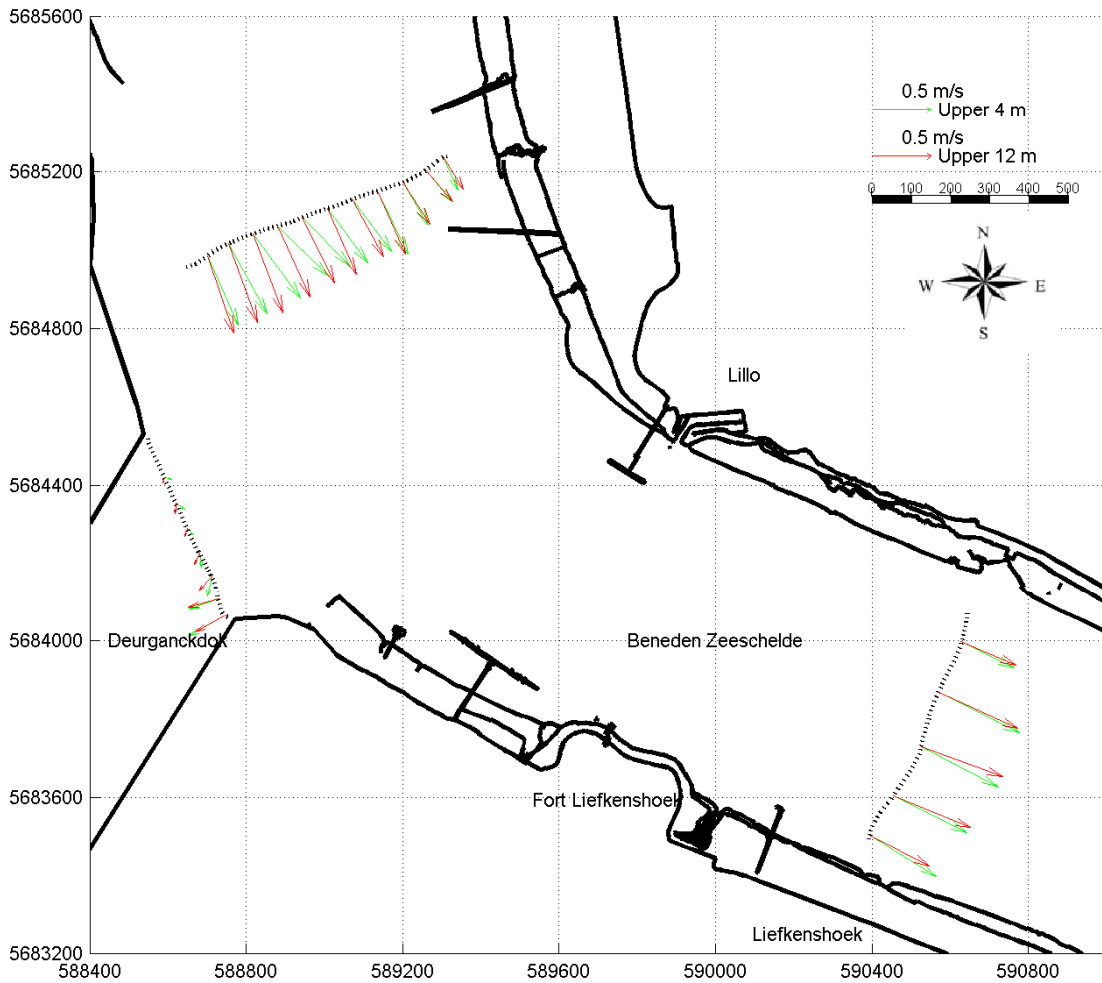 5685600
5685200
5684800
5684400
5684000
5683600
5683200
588400
588800
589200
589600
590000
590400
590800
0.5 m/s
Upper 4 m
0.5 m/s
Upper 12 m
0 100 200 300 400 500
N
W E
S
Lillo
Deurganckdok
Beneden Zeeschelde
Fort Liefkenshoek
Liefkenshoek